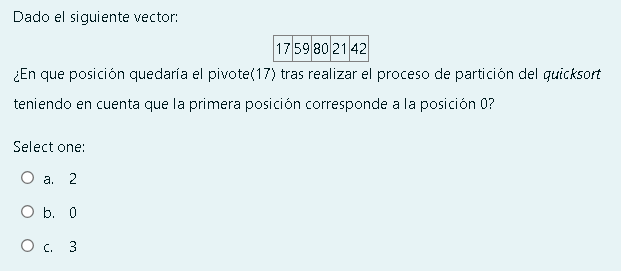 Dado el siguiente vector:
17 59 80 21 42
¿En que posición quedaría el pivote(17) tras realizar el proceso de partición del quicksort
teniendo en cuenta que la primera posición corresponde a la posición 0?
Select one:
a. 2
b. 0
c. 3